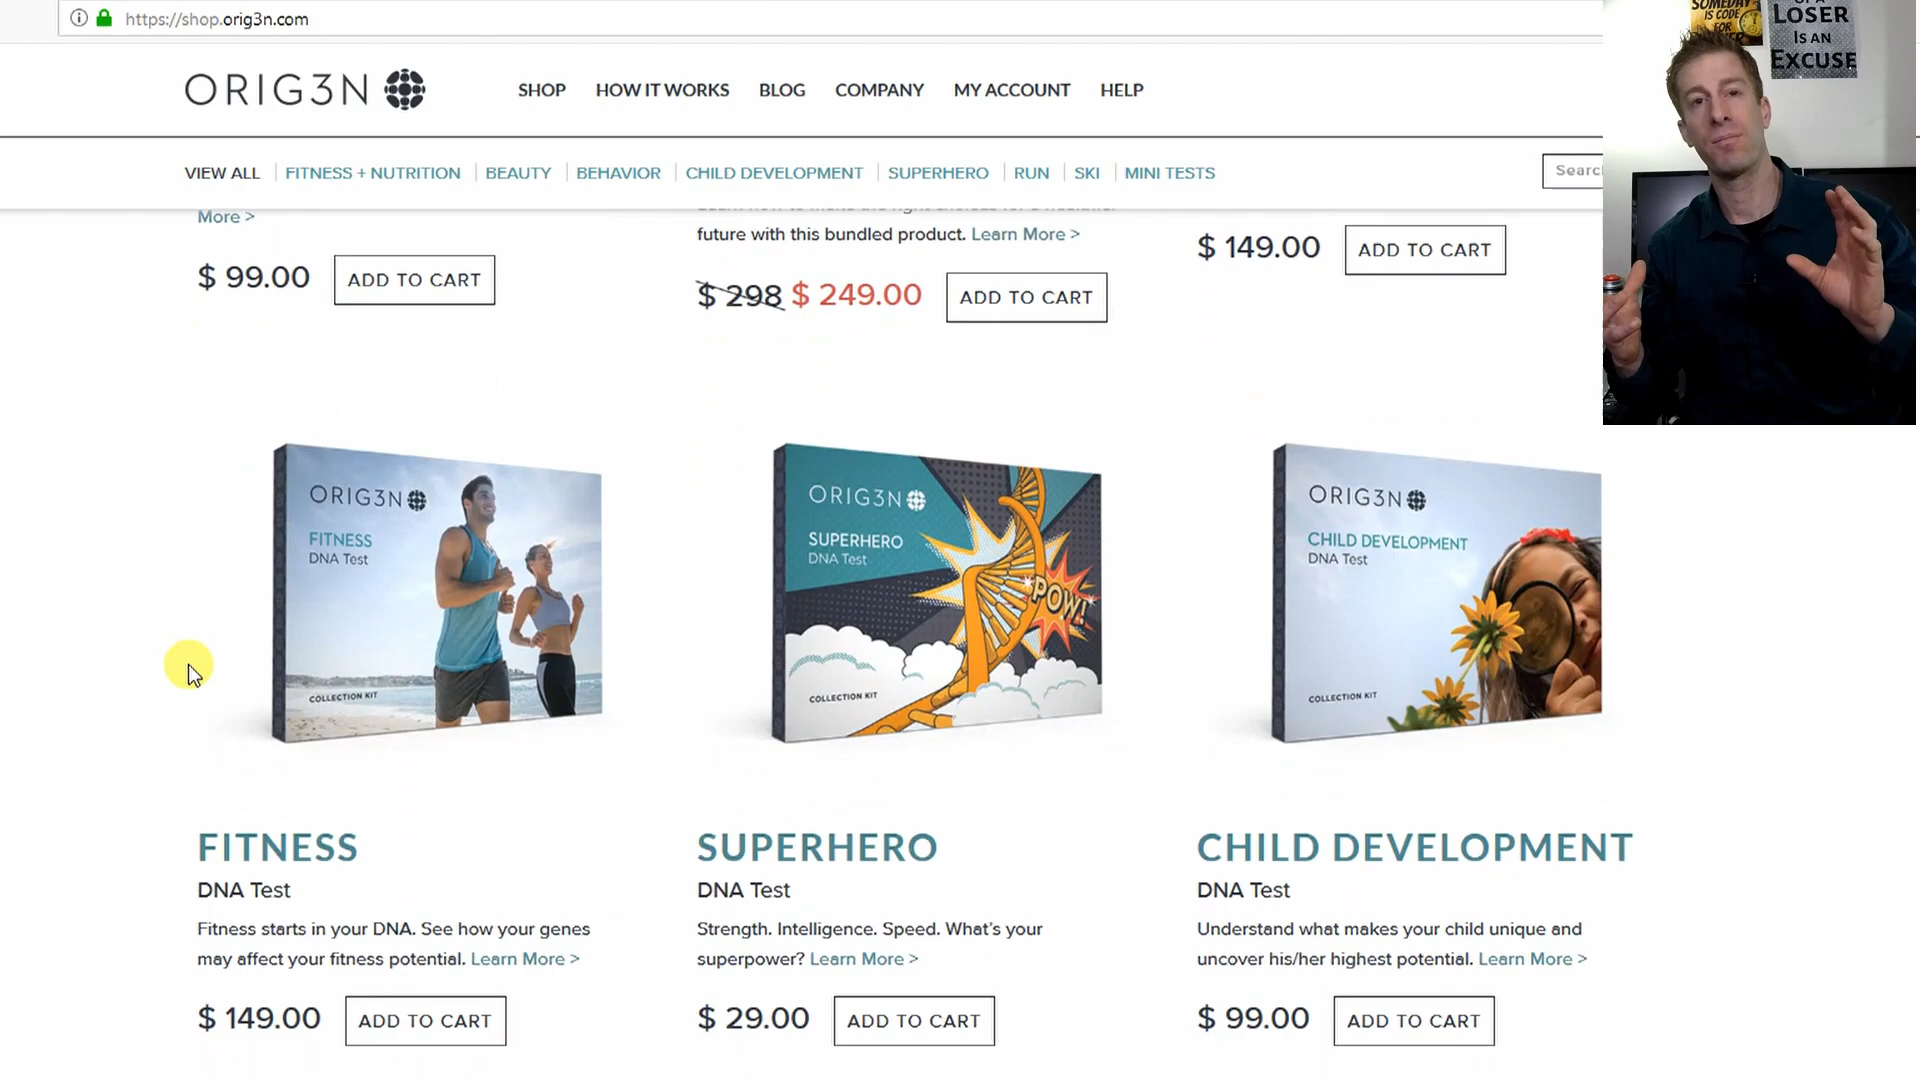 https://shop.orig3n.com
SOMEDAY
IS CODE
FOR
LOSER
IS AN
EXCUSE
ORIG3N
SHOP HOW IT WORKS BLOG COMPANY MY ACCOUNT HELP
VIEW ALL FITNESS + NUTRITION BEAUTY BEHAVIOR CHILD DEVELOPMENT SUPERHERO RUN SKI MINI TESTS
More >
$ 99.00 ADD TO CART
future with this bundled product. Learn More >
$ 298 $ 249.00 ADD TO CART
$ 149.00 ADD TO CART
ORIG3N
FITNESS
DNA Test
COLLECTION KIT
ORIG3N
SUPERHERO
DNA Test
POW!
COLLECTION KIT
ORIG3N
CHILD DEVELOPMENT
DNA Test
COLLECTION KIT
FITNESS
DNA Test
Fitness starts in your DNA. See how your genes
may affect your fitness potential. Learn More >
$ 149.00 ADD TO CART
SUPERHERO
DNA Test
Strength. Intelligence. Speed. What's your
superpower? Learn More >
$ 29.00 ADD TO CART
CHILD DEVELOPMENT
DNA Test
Understand what makes your child unique and
uncover his/her highest potential. Learn More >
$ 99.00 ADD TO CART